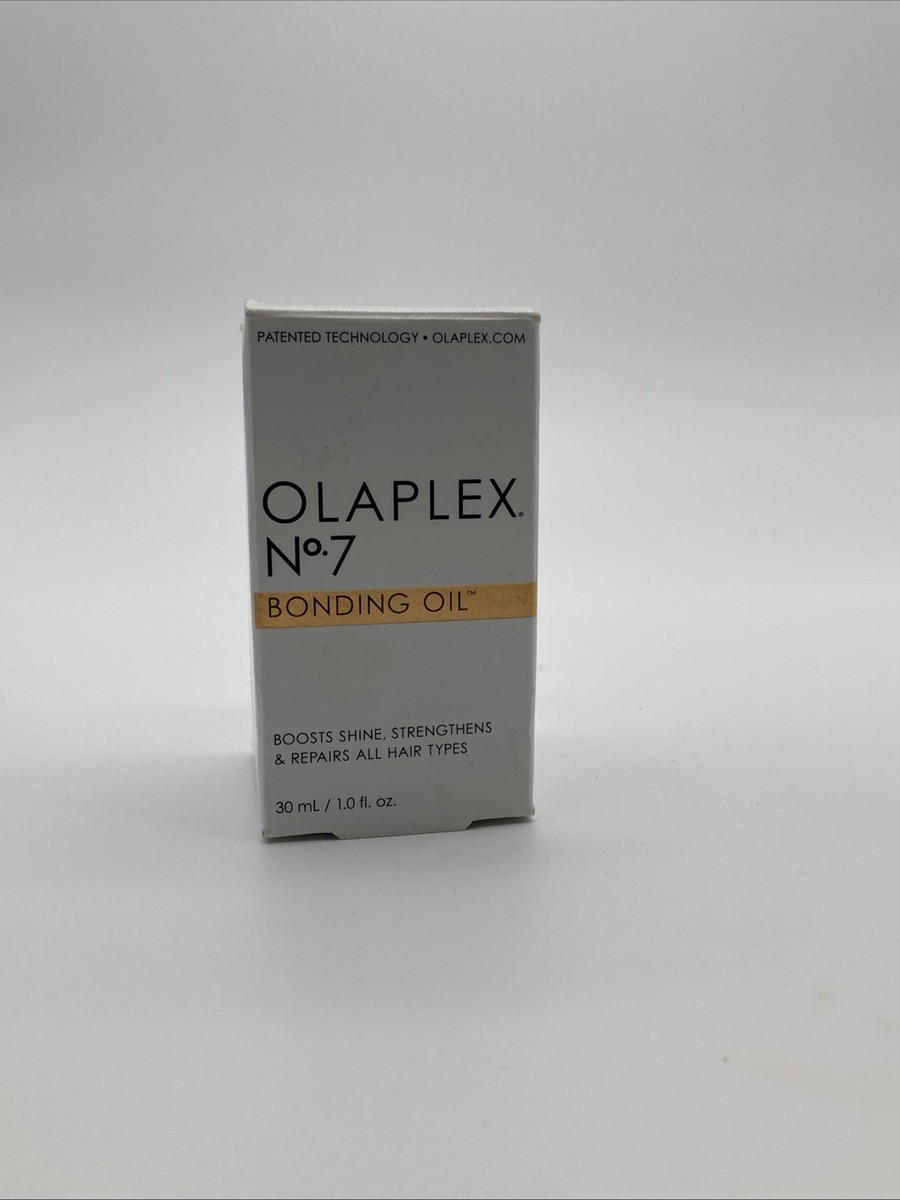 PATENTED TECHNOLOGY • OLAPLEX.COM
OLAPLEX®
Nº.7
BONDING OIL™
BOOSTS SHINE, STRENGTHENS
& REPAIRS ALL HAIR TYPES
30 mL / 1.0 fl. oz.